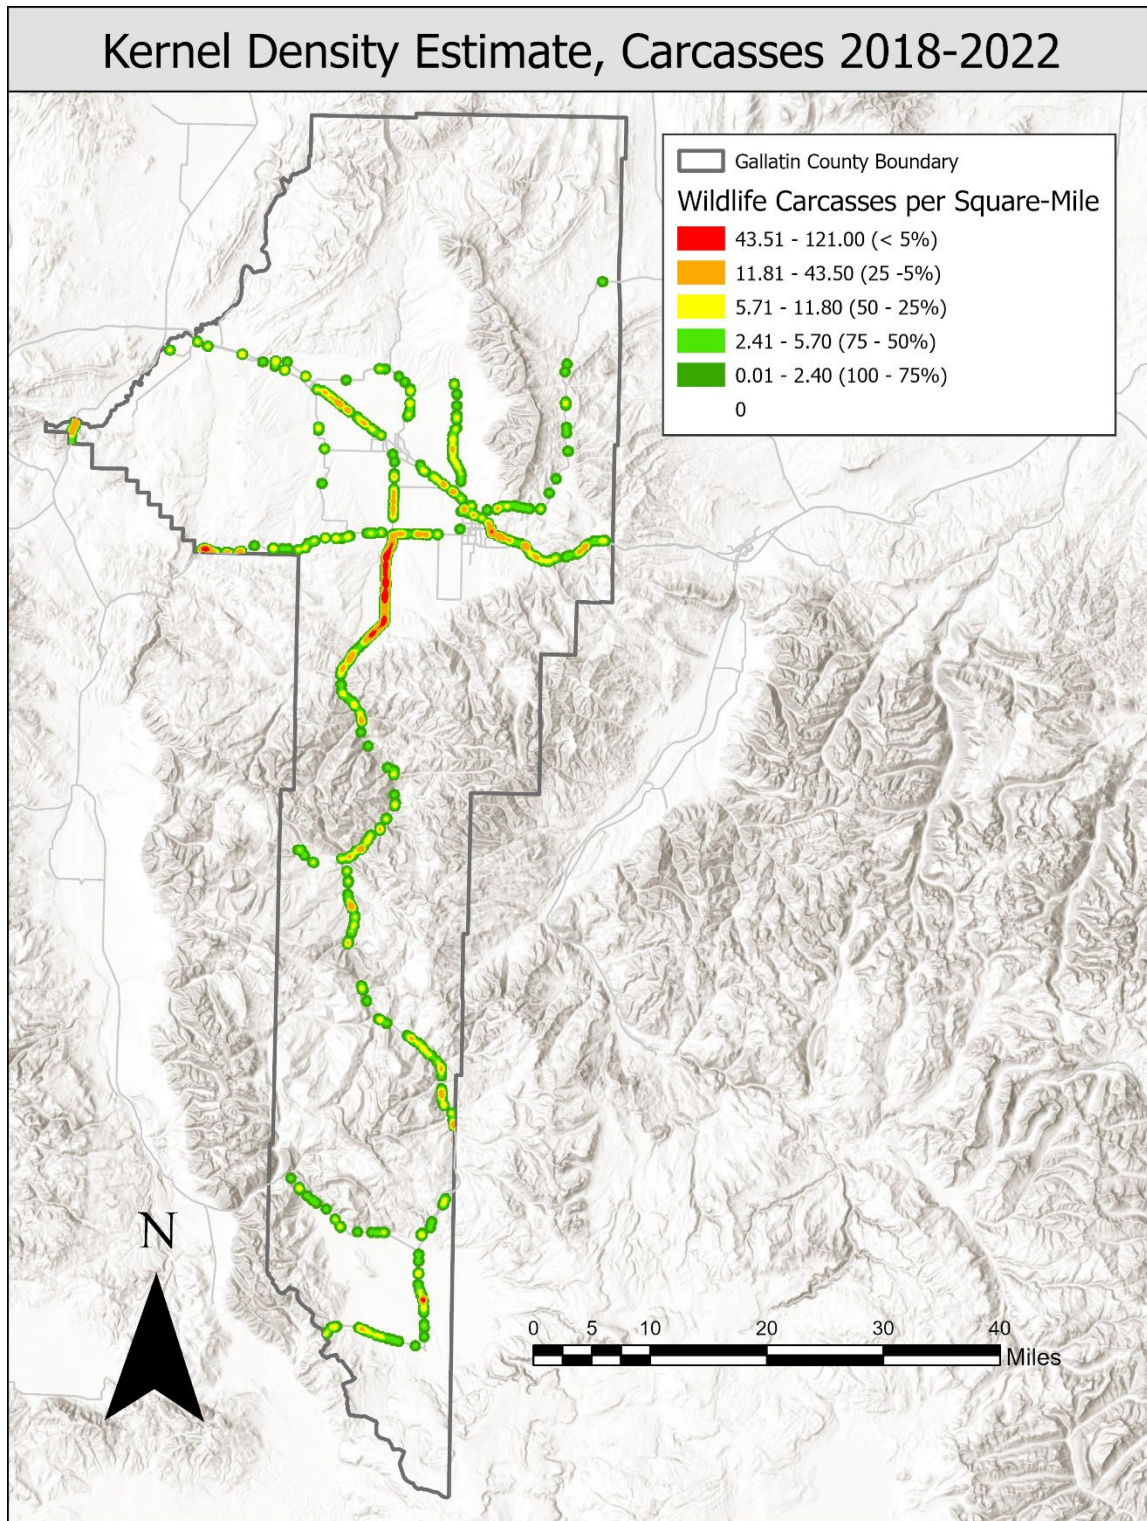 Kernel Density Estimate, Carcasses 2018-2022
Gallatin County Boundary
Wildlife Carcasses per Square-Mile
43.51 - 121.00 (< 5%)
11.81 - 43.50 (25 -5%)
5.71 - 11.80 (50 - 25%)
2.41 - 5.70 (75 - 50%)
0.01 - 2.40 (100 - 75%)
0
N
0 5 10 20 30 40
Miles